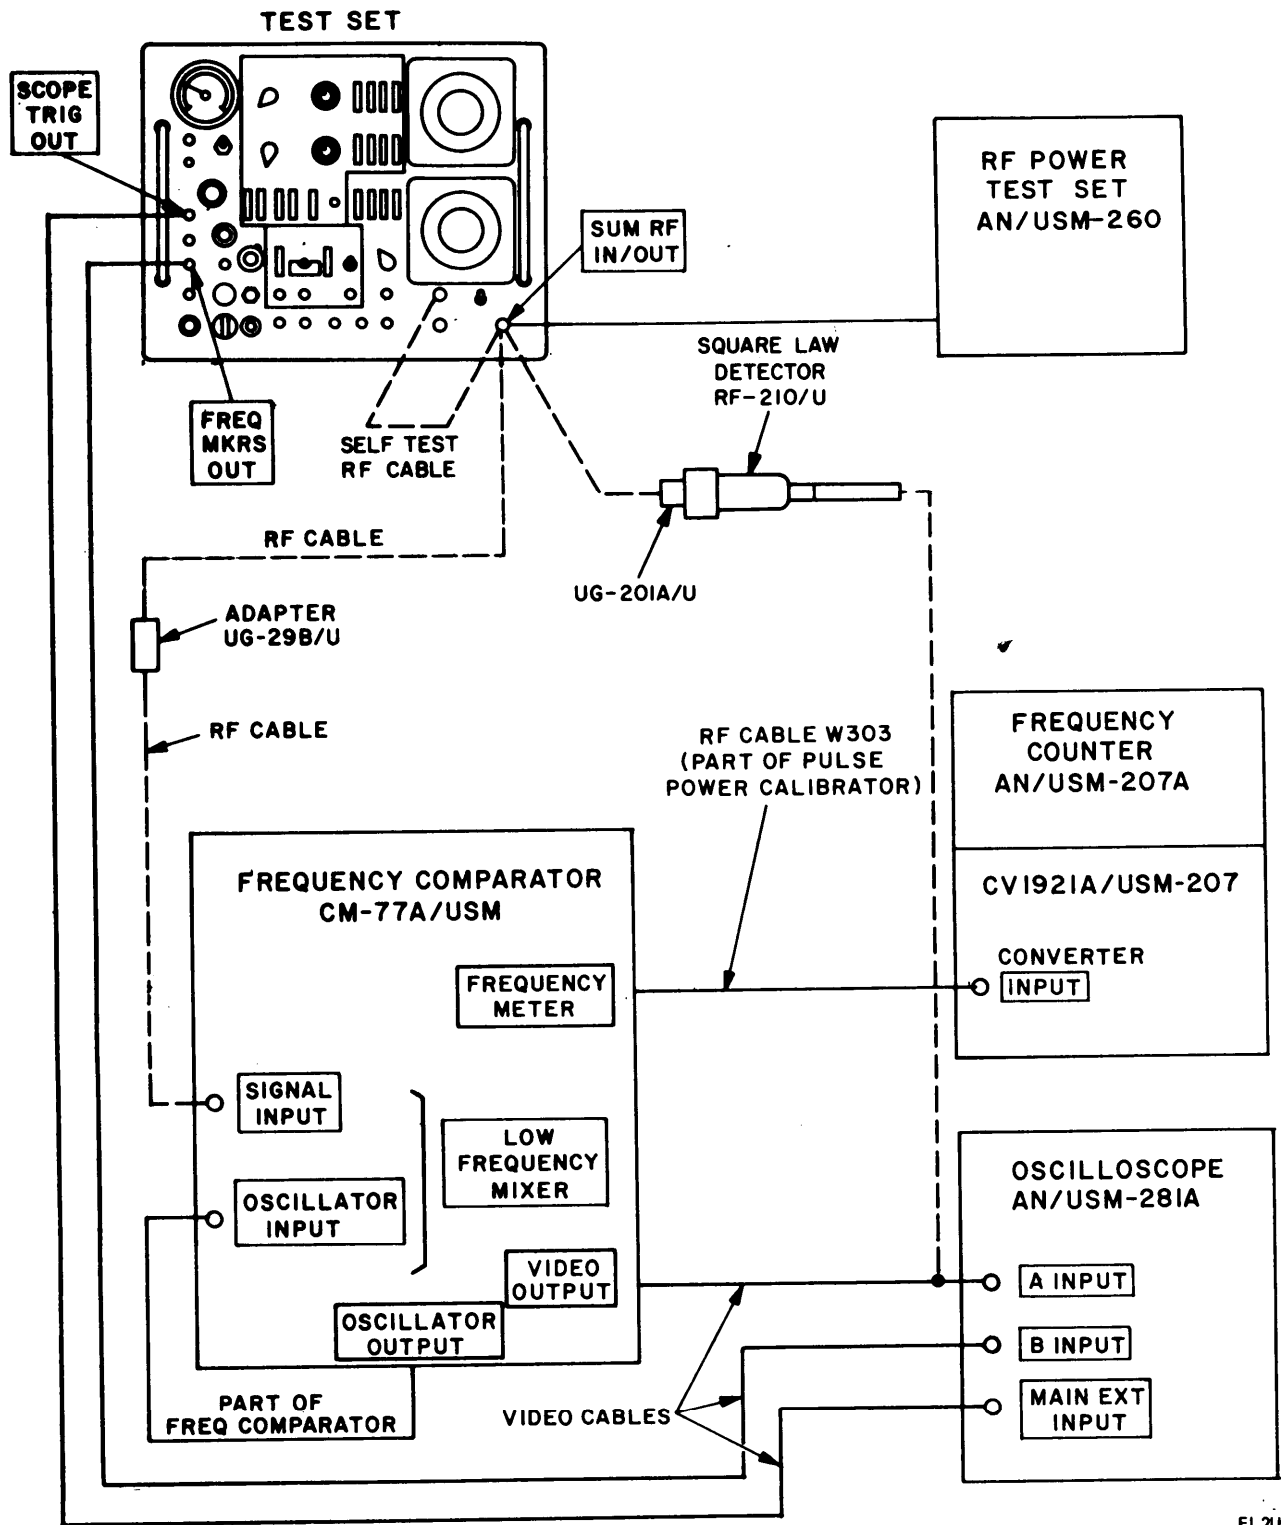 TEST SET
SCOPE
TRIG
OUT
RF POWER
TEST SET
AN/USM-260
SUM RF
IN/OUT
SQUARE LAW
DETECTOR
RF-210/U
FREQ
MKRS
OUT
SELF TEST
RF CABLE
RF CABLE
UG-201A/U
ADAPTER
UG-29B/U
RF CABLE
RF CABLE W303
(PART OF PULSE
POWER CALIBRATOR)
FREQUENCY
COUNTER
AN/USM-207A
CV1921A/USM-207
CONVERTER
INPUT
FREQUENCY COMPARATOR
CM-77A/USM
FREQUENCY
METER
SIGNAL
INPUT
LOW
FREQUENCY
MIXER
OSCILLATOR
INPUT
VIDEO
OUTPUT
OSCILLATOR
OUTPUT
PART OF
FREQ COMPARATOR
VIDEO CABLES
OSCILLOSCOPE
AN/USM-281A
A INPUT
B INPUT
MAIN EXT
INPUT